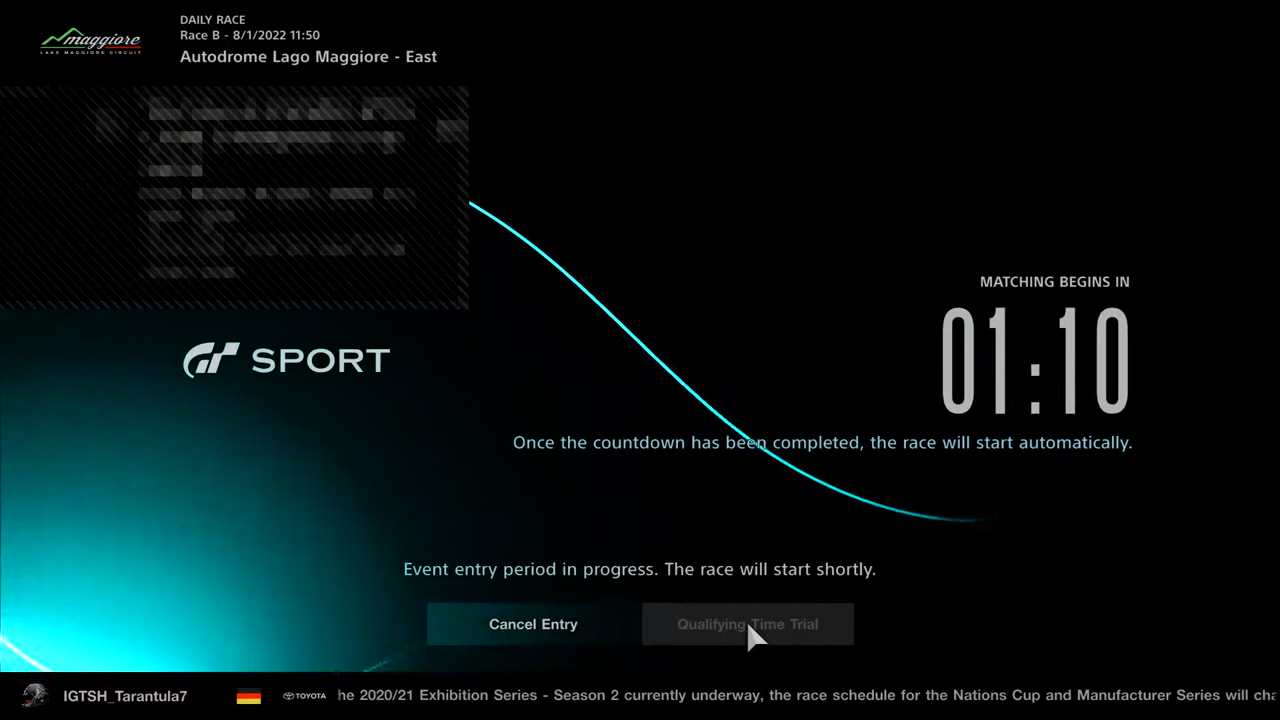 maggiore
LAKE MAGGIORE CIRCUIT
DAILY RACE
Race B - 8/1/2022 11:50
Autodrome Lago Maggiore - East
GT SPORT
MATCHING BEGINS IN
01:10
Once the countdown has been completed, the race will start automatically.
Event entry period in progress. The race will start shortly.
Cancel Entry
Qualifying Time Trial
IGTSH_Tarantula7
TOYOTA
he 2020/21 Exhibition Series - Season 2 currently underway, the race schedule for the Nations Cup and Manufacturer Series will cha